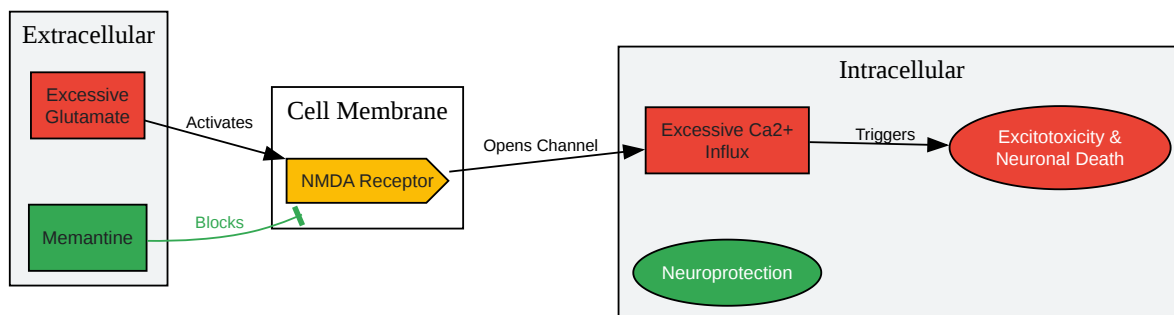 Extracellular
Excessive
Glutamate
Activates
Memantine
Blocks
Cell Membrane
NMDA Receptor
Opens Channel
Intracellular
Excessive Ca2+
Influx
Triggers
Excitotoxicity &
Neuronal Death
Neuroprotection